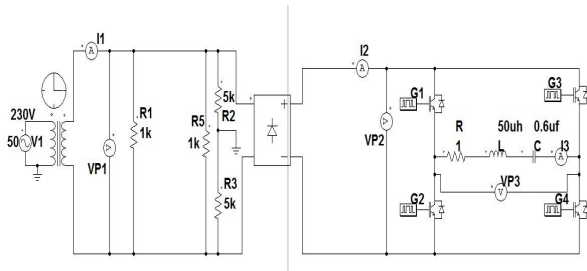 I1
I2
G3
230V
50
V1
VP1
R1
1k
R5
1k
5k
R2
R3
5k
G1
VP2
R
1
50uh
L
0.6uf
C
I3
VP3
G2
G4
A
A
A
V
V
V